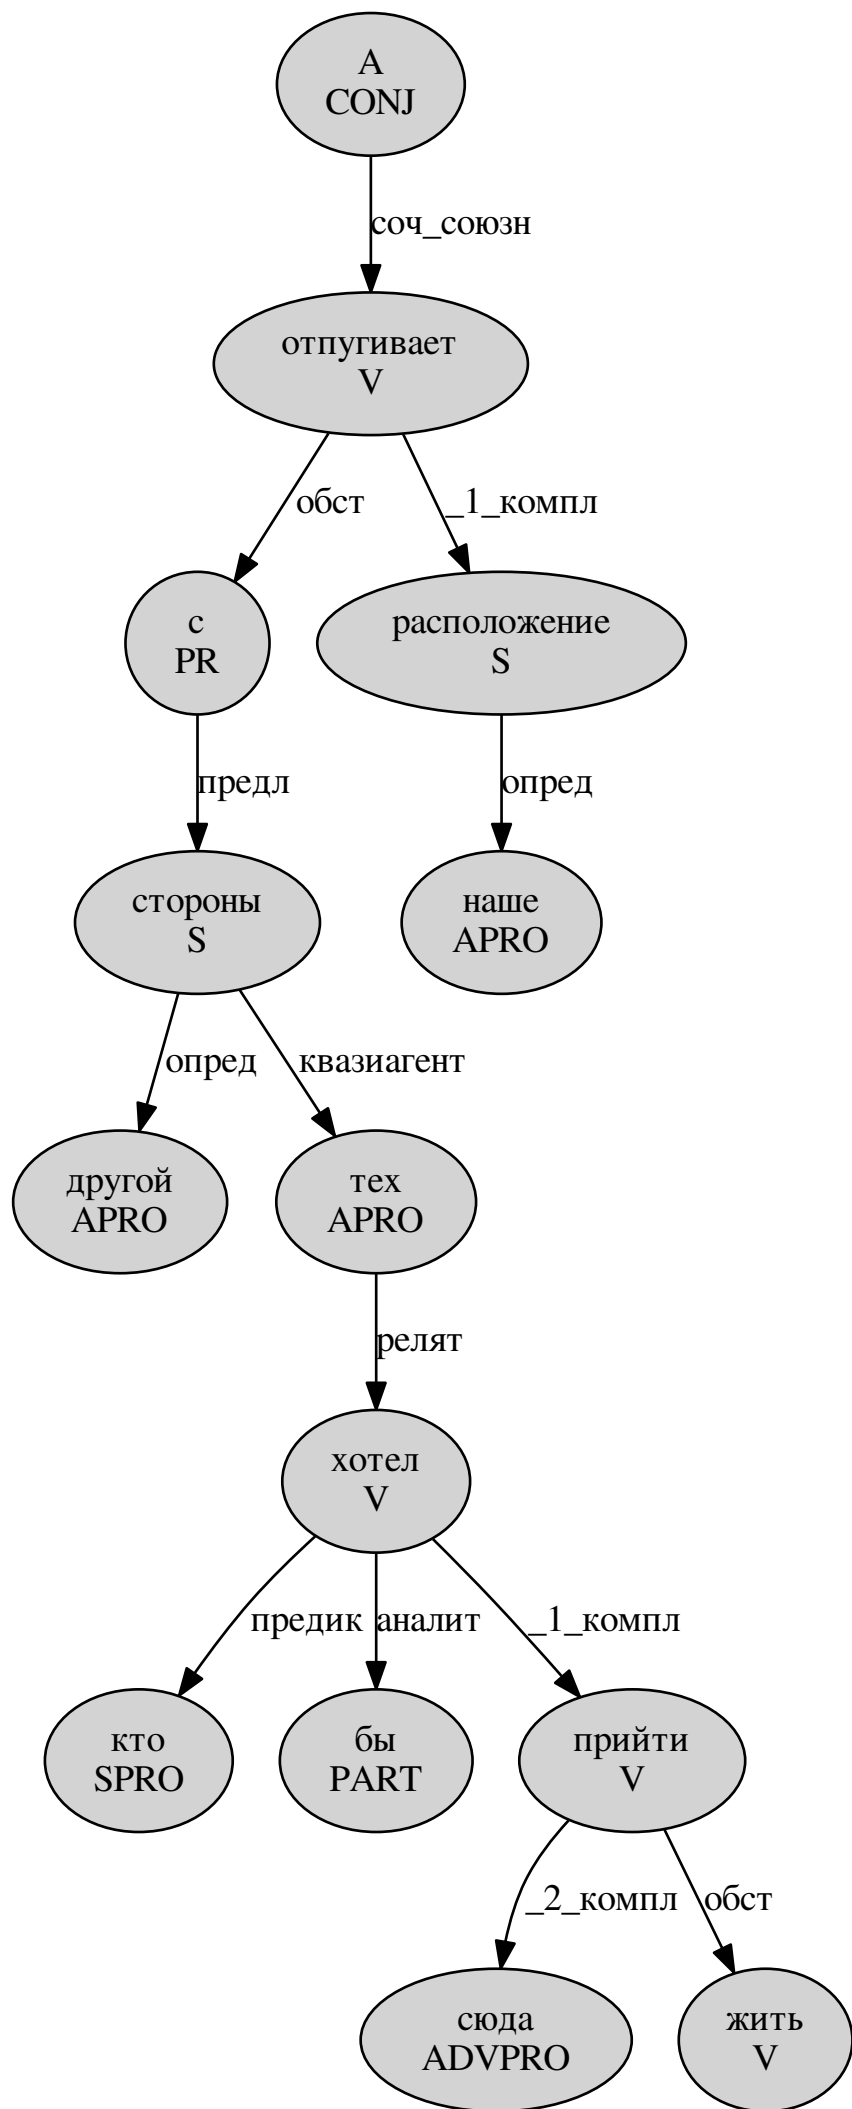 А
CONJ
соч_союзн
отпугивает
V
обст
_1_компл
с
PR
расположение
S
предл
опред
стороны
S
наше
APRO
опред
квазиагент
другой
APRO
тех
APRO
релят
хотел
V
предик
аналит
_1_компл
кто
SPRO
бы
PART
прийти
V
_2_компл
обст
сюда
ADVPRO
жить
V